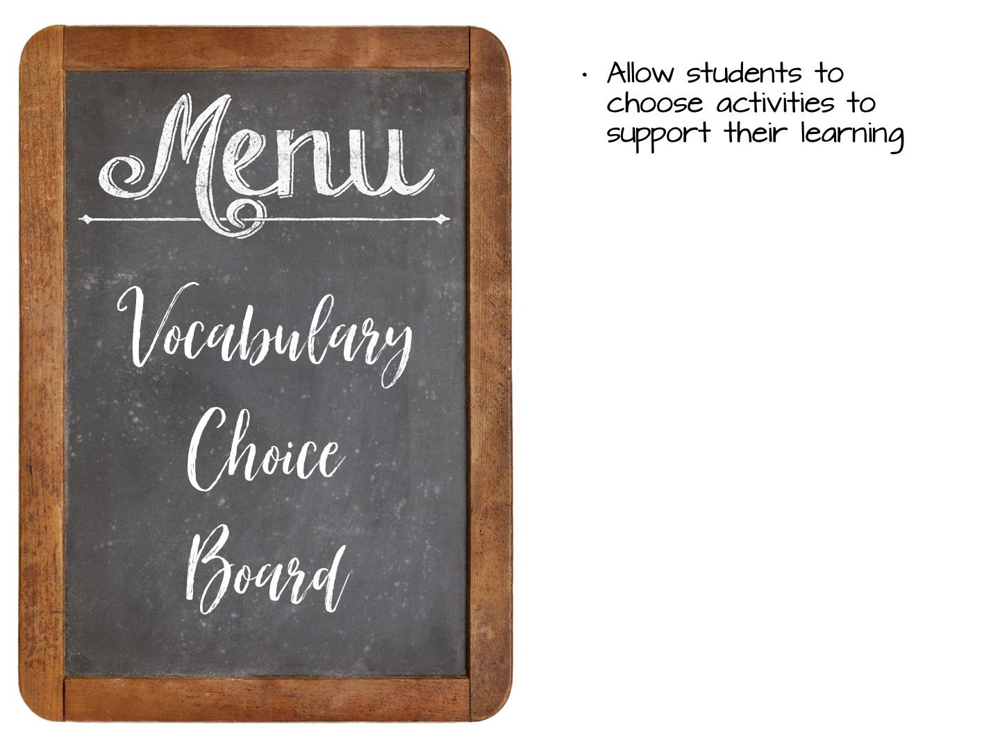 Menu
Vocabulary
Choice
Board
• Allow students to
choose activities to
support their learning